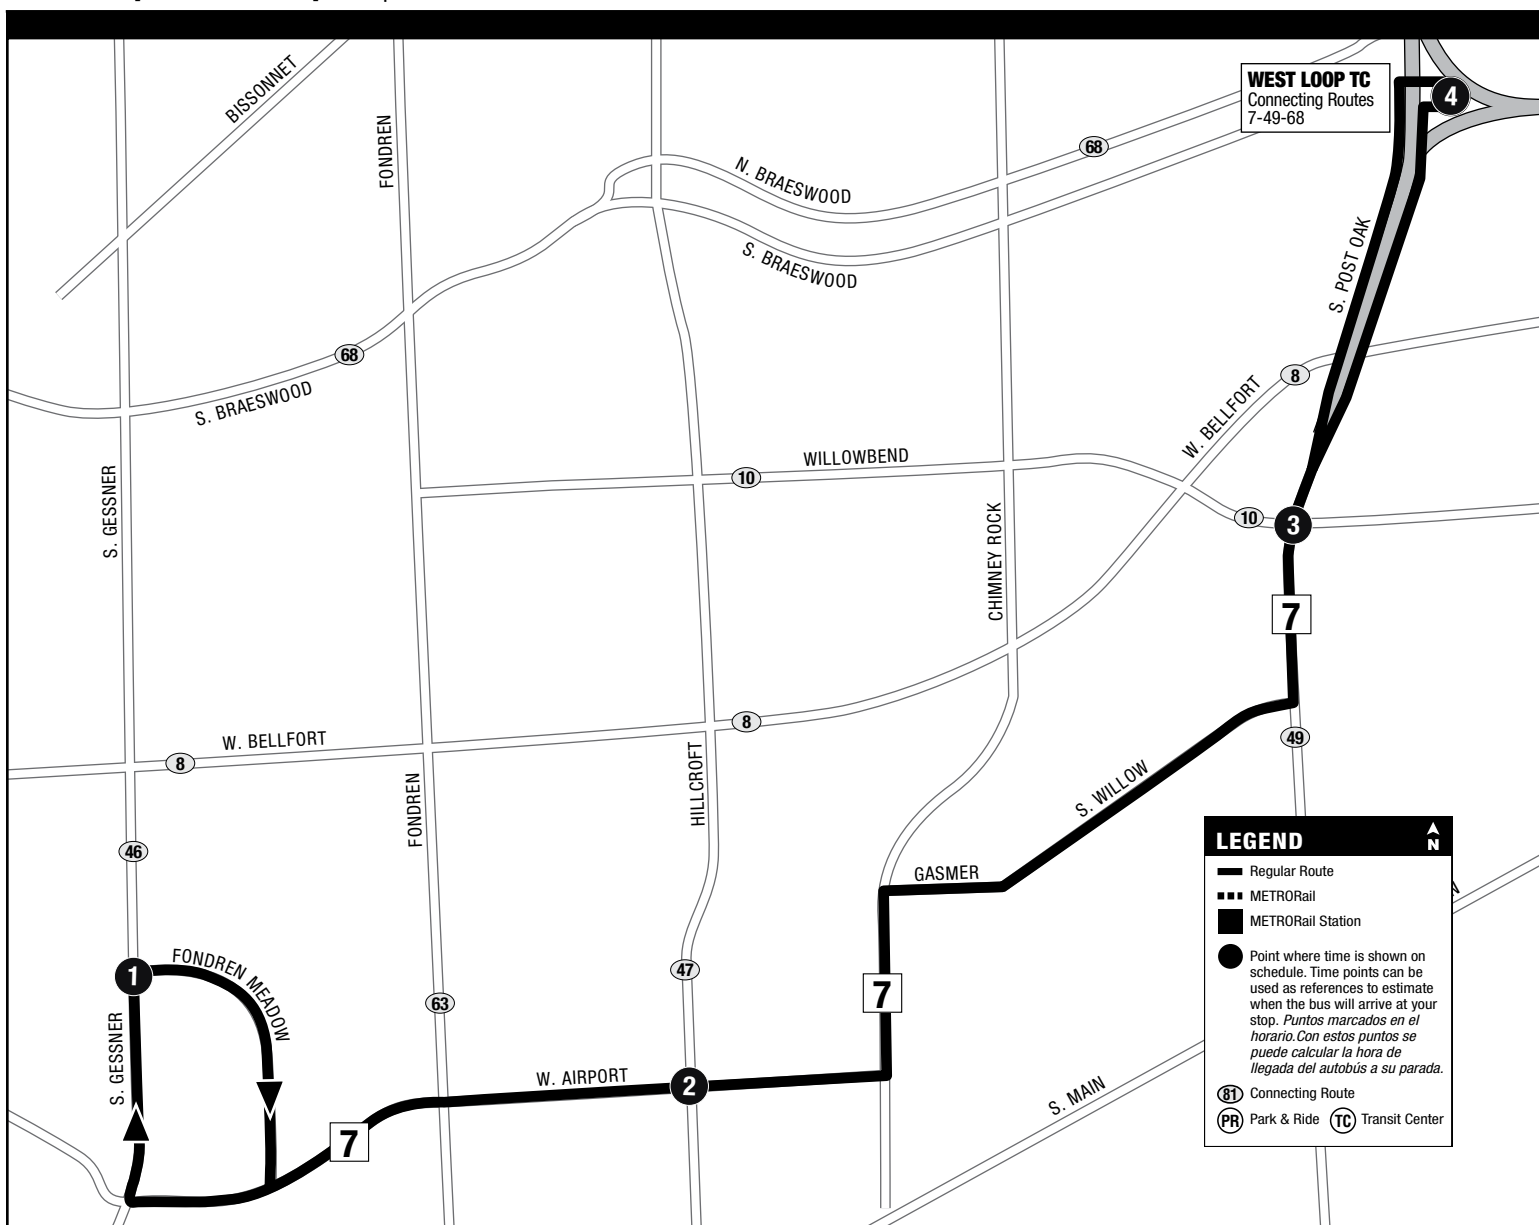 BISSONNET
FONDREN
WEST LOOP TC
Connecting Routes
7-49-68
4
68
N. BRAESWOOD
S. BRAESWOOD
S. POST OAK
68
S. BRAESWOOD
8
W. BELLFORT
WILLOWBEND
10
S. GESSNER
CHIMNEY ROCK
10
3
7
W. BELLFORT
8
8
49
HILLCROFT
FONDREN
S. WILLOW
46
GASMER
1
FONDREN MEADOW
47
63
7
S. GESSNER
W. AIRPORT
2
7
S. MAIN
LEGEND
N
Regular Route
METRORail
METRORail Station
Point where time is shown on
schedule. Time points can be
used as references to estimate
when the bus will arrive at your
stop. Puntos marcados en el
horario.Con estos puntos se
puede calcular la hora de
llegada del autobús a su parada.
81 Connecting Route
PR Park & Ride TC Transit Center